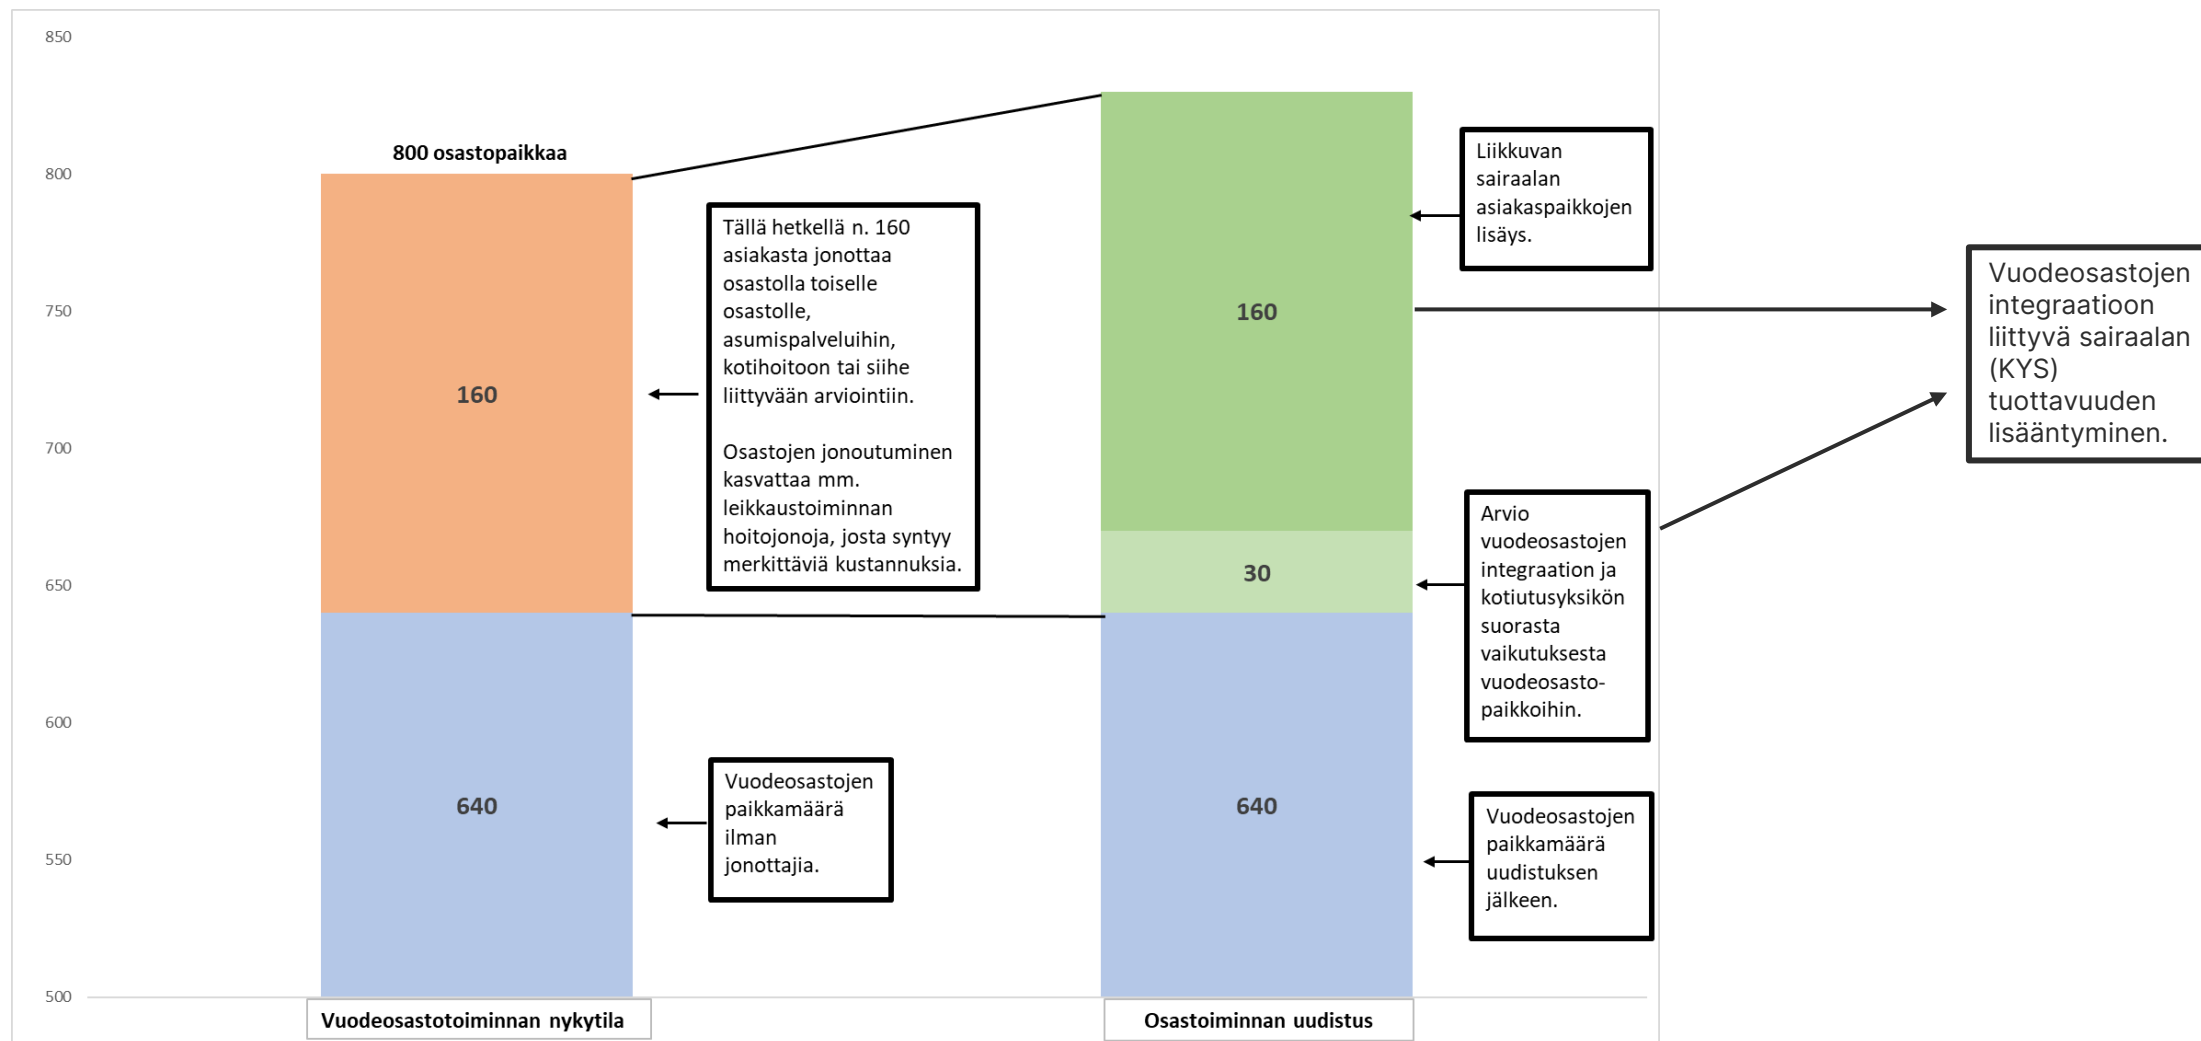 850
800
750
700
650
600
550
500
800 osastopaikkaa
160
640
Vuodeosastotoiminnan nykytila
Tällä hetkellä n. 160
asiakasta jonottaa
osastolla toiselle
osastolle,
asumispalveluihin,
kotihoitoon tai siihe
liittyvään arviointiin.
Osastojen jonoutuminen
kasvattaa mm.
leikkaustoiminnan
hoitojonoja, josta syntyy
merkittäviä kustannuksia.
Vuodeosastojen
paikkamäärä
ilman
jonottajia.
160
30
640
Osastoiminnan uudistus
Liikkuvan
sairaalan
asiakaspaikkojen
lisäys.
Arvio
vuodeosastojen
integraation ja
kotiutusyksikön
suorasta
vaikutuksesta
vuodeosasto-
paikkoihin.
Vuodeosastojen
paikkamäärä
uudistuksen
jälkeen.
Vuodeosastojen
integraatioon
liittyvä sairaalan
(KYS)
tuottavuuden
lisääntyminen.